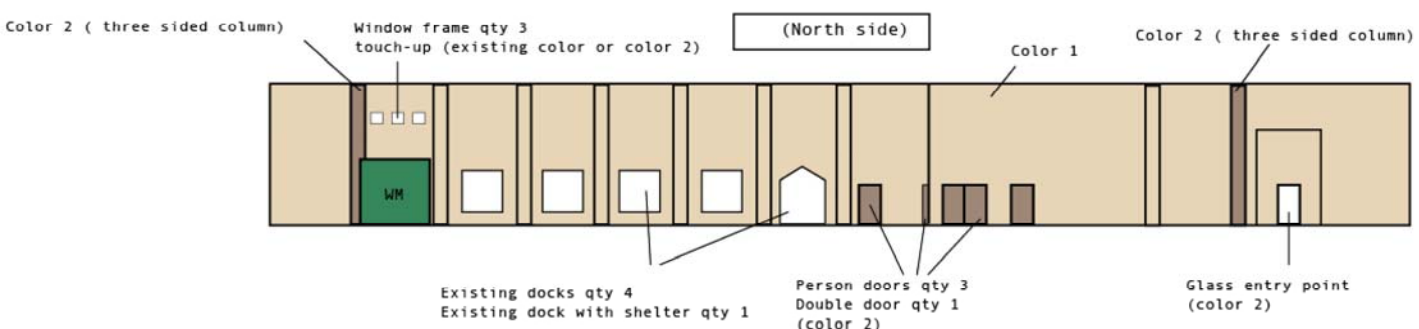 Color 2 ( three sided column)
Window frame qty 3
touch-up (existing color or color 2)
(North side)
Color 1
Color 2 ( three sided column)
WM
Existing docks qty 4
Existing dock with shelter qty 1
Person doors qty 3
Double door qty 1
(color 2)
Glass entry point
(color 2)